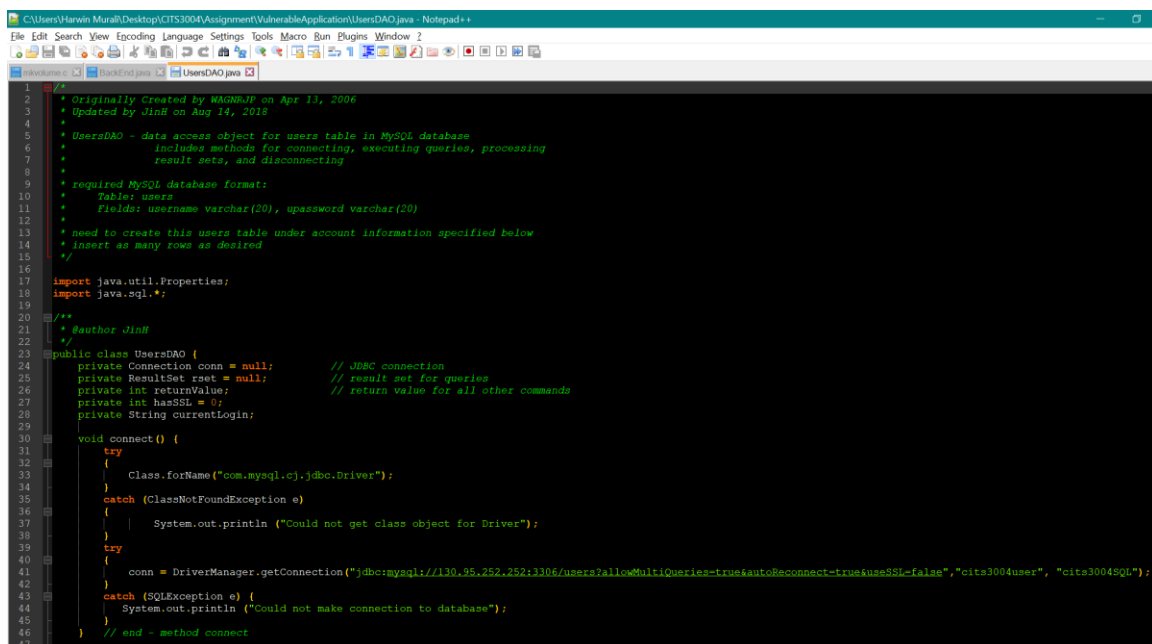 C:\Users\Harwin Murali\Desktop\CITS3004\Assignment\VulnerableApplication\UsersDAO.java - Notepad++
File Edit Search View Encoding Language Settings Tools Macro Run Plugins Window ?
mkvolume.c BackEnd.java UsersDAO.java
1 /*
2 * Originally Created by WAGNRJP on Apr 13, 2006
3 * Updated by JinH on Aug 14, 2018
4 *
5 * UsersDAO - data access object for users table in MySQL database
6 * includes methods for connecting, executing queries, processing
7 * result sets, and disconnecting
8 *
9 * required MySQL database format:
10 * Table: users
11 * Fields: username varchar(20), upassword varchar(20)
12 *
13 * need to create this users table under account information specified below
14 * insert as many rows as desired
15 */
16
17 import java.util.Properties;
18 import java.sql.*;
19
20 /**
21 * @author JinH
22 */
23 public class UsersDAO {
24 private Connection conn = null; // JDBC connection
25 private ResultSet rset = null; // result set for queries
26 private int returnValue; // return value for all other commands
27 private int hasSSL = 0;
28 private String currentLogin;
29
30 void connect() {
31 try
32 {
33 Class.forName("com.mysql.cj.jdbc.Driver");
34 }
35 catch (ClassNotFoundException e)
36 {
37 System.out.println ("Could not get class object for Driver");
38 }
39 try
40 {
41 conn = DriverManager.getConnection("jdbc:mysql://130.95.252.252:3306/users?allowMultiQueries=true&autoReconnect=true&useSSL=false","cits3004user", "cits3004SQL");
42 }
43 catch (SQLException e) {
44 System.out.println ("Could not make connection to database");
45 }
46 } // end - method connect
47